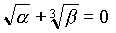 √α + ∛β = 0